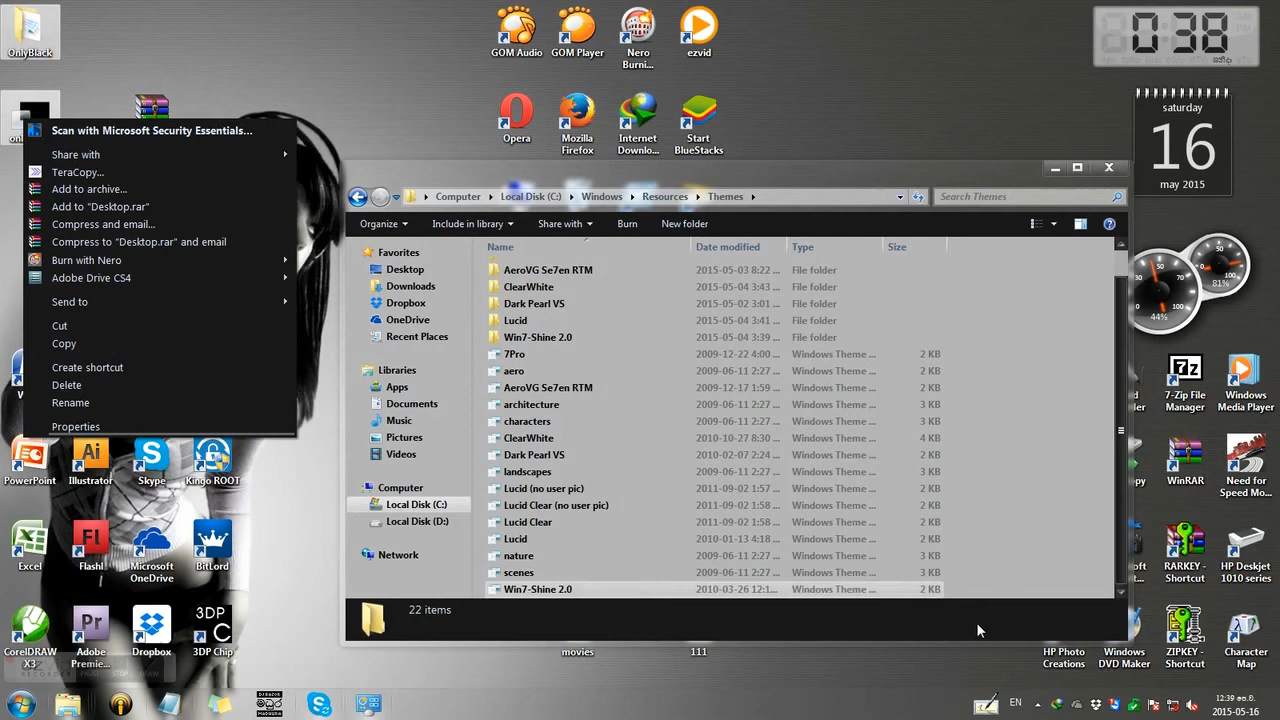 OnlyBlack
Scan with Microsoft Security Essentials...
Share with
TeraCopy...
Add to archive...
Add to "Desktop.rar"
Compress and email...
Compress to "Desktop.rar" and email
Burn with Nero
Adobe Drive CS4
Send to
Cut
Copy
Create shortcut
Delete
Rename
Properties
PowerPoint
Illustrator
Skype
Kingo ROOT
Excel
FlashI
Microsoft
OneDrive
BitLord
CorelDRAW
X3
Adobe
Premie...
Dropbox
3DP
C
3DP Chip
RECORDER PAUSE STOP DRAW
GOM Audio
GOM Player
Nero
Burni...
ezvid
Opera
Mozilla
Firefox
Internet
Downlo...
Start
BlueStacks
Computer
Local Disk (C:)
Windows
Resources
Themes
Search Themes
Organize
Include in library
Share with
Burn
New folder
Favorites
Desktop
Downloads
Dropbox
OneDrive
Recent Places
Libraries
Apps
Documents
Music
Pictures
Videos
Computer
Local Disk (C:)
Local Disk (D:)
Network
Name Date modified Type Size
AeroVG Se7en RTM 2015-05-03 8:22 ... File folder
ClearWhite 2015-05-04 3:43 ... File folder
Dark Pearl VS 2015-05-02 3:01 ... File folder
Lucid 2015-05-04 3:41 ... File folder
Win7-Shine 2.0 2015-05-04 3:39 ... File folder
7Pro 2009-12-22 4:00 ... Windows Theme ... 2 KB
aero 2009-06-11 2:27 ... Windows Theme ... 2 KB
AeroVG Se7en RTM 2009-12-17 1:59 ... Windows Theme ... 2 KB
architecture 2009-06-11 2:27 ... Windows Theme ... 3 KB
characters 2009-06-11 2:27 ... Windows Theme ... 3 KB
ClearWhite 2010-10-27 8:30 ... Windows Theme ... 4 KB
Dark Pearl VS 2010-02-07 2:24 ... Windows Theme ... 2 KB
landscapes 2009-06-11 2:27 ... Windows Theme ... 3 KB
Lucid (no user pic) 2011-09-02 1:57 ... Windows Theme ... 2 KB
Lucid Clear (no user pic) 2011-09-02 1:58 ... Windows Theme ... 2 KB
Lucid Clear 2011-09-02 1:58 ... Windows Theme ... 2 KB
Lucid 2010-01-13 4:18 ... Windows Theme ... 2 KB
nature 2009-06-11 2:27 ... Windows Theme ... 3 KB
scenes 2009-06-11 2:27 ... Windows Theme ... 3 KB
Win7-Shine 2.0 2010-03-26 12:1... Windows Theme ... 2 KB
22 items
movies
111
0:38
saturday
16
may 2015
50
100
81%
50
100
44%
7-Zip File
Manager
Windows
Media Player
WinRAR
Need for
Speed Mo...
RARKEY -
Shortcut
HP Deskjet
1010 series
HP Photo
Creations
Windows
DVD Maker
ZIPKEY -
Shortcut
Character
Map
EN
2015-05-16